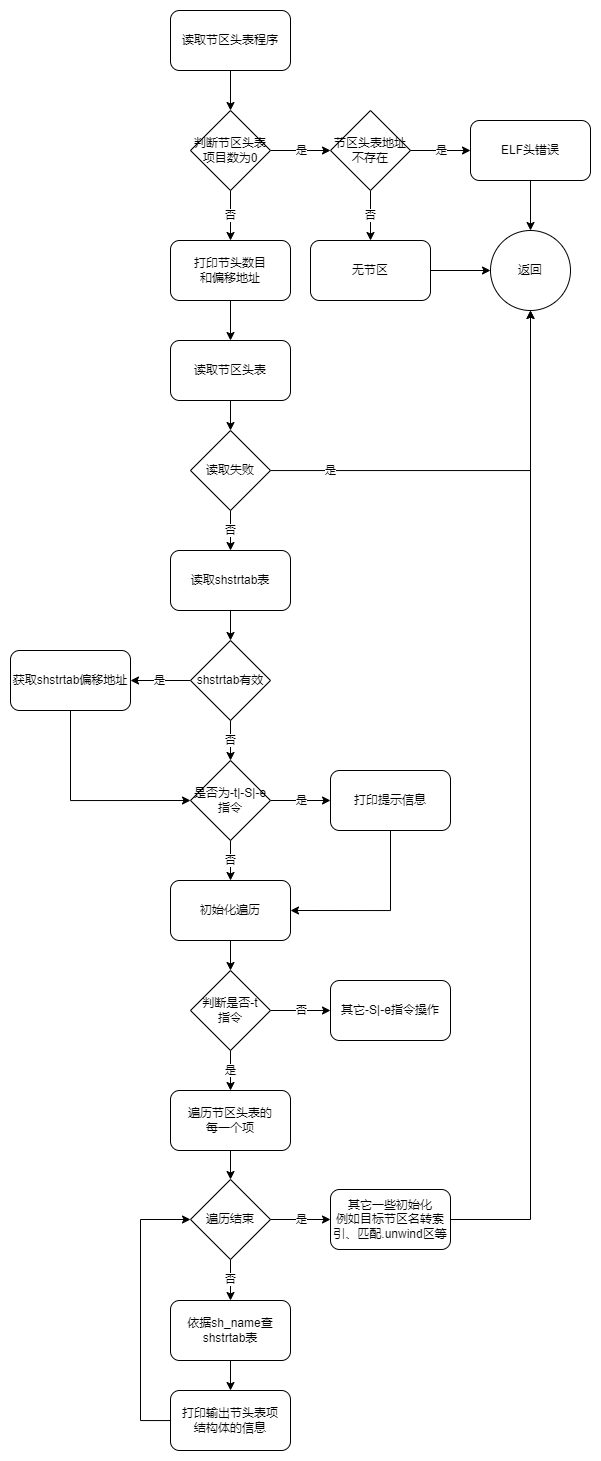 读取节区头表程序
判断节区头表
项目数为0
是
节区头表地址
不存在
是
ELF头错误
否
否
打印节头数目
和偏移地址
无节区
返回
读取节区头表
读取失败
是
否
读取shstrtab表
获取shstrtab偏移地址
是
shstrtab有效
否
是否为-t|-S|-e
指令
是
打印提示信息
否
初始化遍历
判断是否-t
指令
否
其它-S|-e指令操作
是
遍历节区头表的
每一个项
遍历结束
是
其它一些初始化
例如目标节区名转索
引、匹配.unwind区等
否
依据sh_name查
shstrtab表
打印输出节头表项
结构体的信息